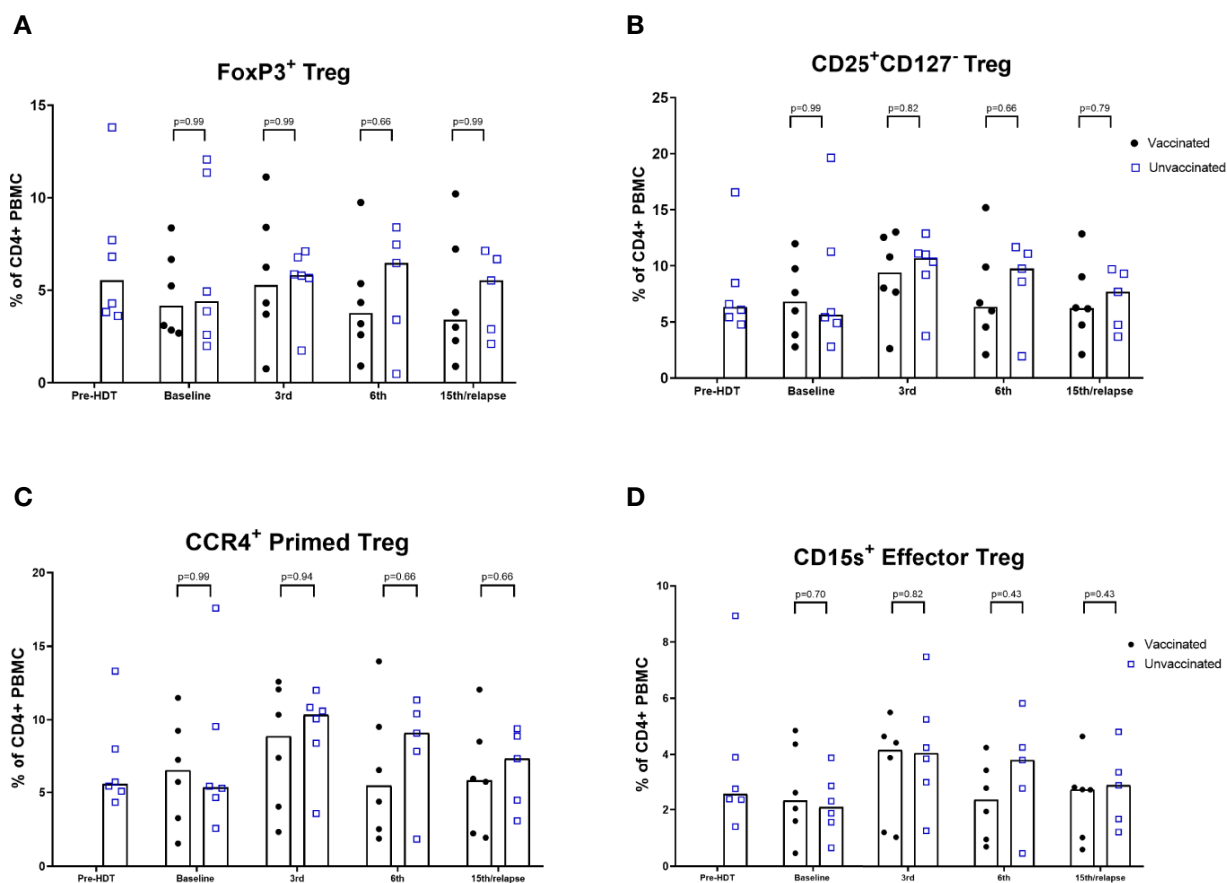 A
FoxP3+ Treg
15
10
5
0
% of CD4+ PBMC
p=0.99
p=0.99
p=0.66
p=0.99
Pre-HDT
Baseline
3rd
6th
15th/relapse
B
CD25+CD127- Treg
25
20
15
10
5
0
% of CD4+ PBMC
p=0.99
p=0.82
p=0.66
p=0.79
Vaccinated
Unvaccinated
Pre-HDT
Baseline
3rd
6th
15th/relapse
C
CCR4+ Primed Treg
20
15
10
5
0
% of CD4+ PBMC
p=0.99
p=0.94
p=0.66
p=0.66
Pre-HDT
Baseline
3rd
6th
15th/relapse
D
CD15s+ Effector Treg
10
8
6
4
2
0
% of CD4+ PBMC
p=0.70
p=0.82
p=0.43
p=0.43
Vaccinated
Unvaccinated
Pre-HDT
Baseline
3rd
6th
15th/relapse